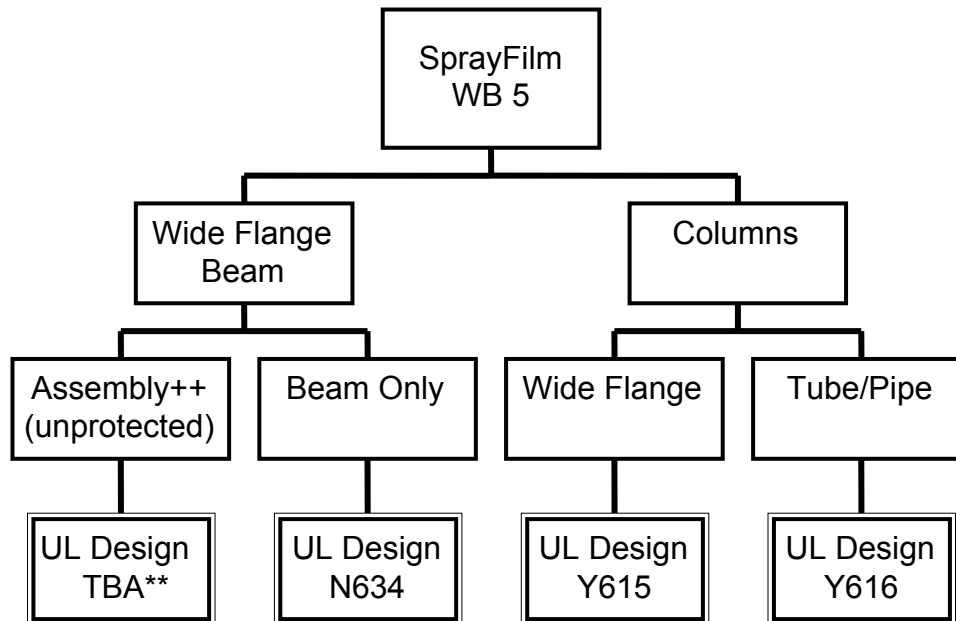 SprayFilm
WB 5
Wide Flange
Beam
Columns
Assembly++
(unprotected)
Beam Only
Wide Flange
Tube/Pipe
UL Design
TBA**
UL Design
N634
UL Design
Y615
UL Design
Y616